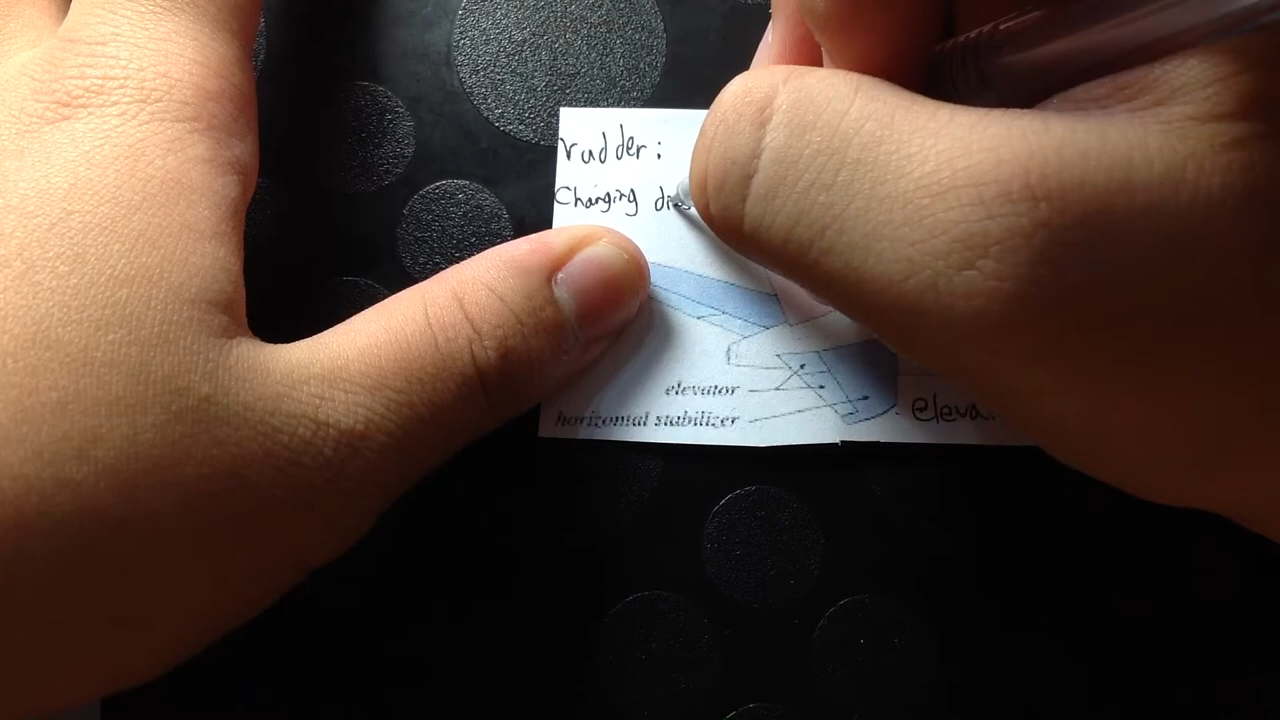 rudder:
Changing
elevator
horizontal stabilizer